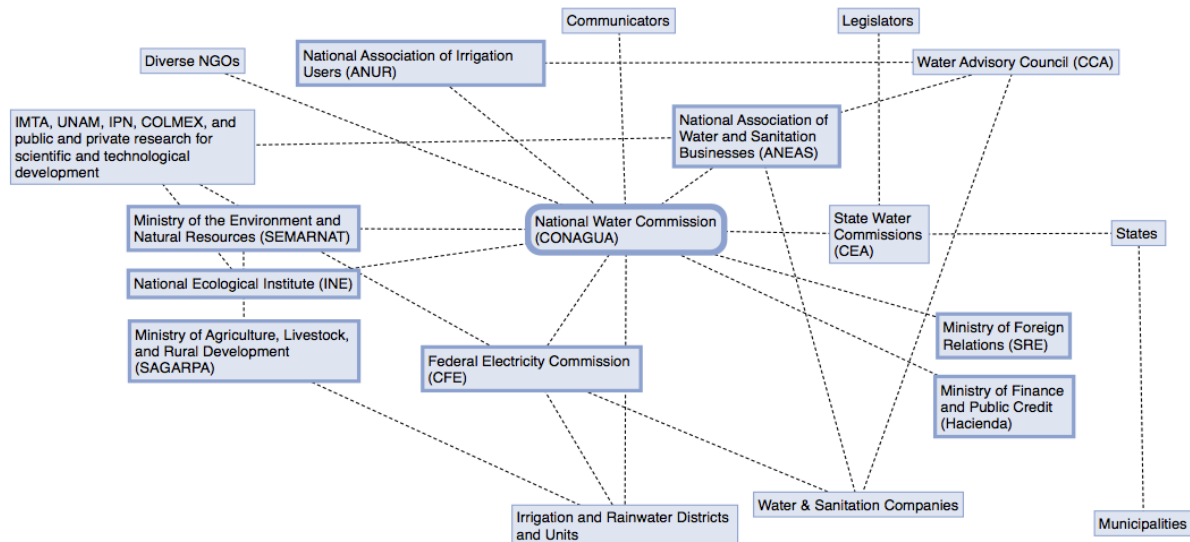 Communicators
Legislators
Diverse NGOs
National Association of Irrigation
Users (ANUR)
Water Advisory Council (CCA)
IMTA, UNAM, IPN, COLMEX, and
public and private research for
scientific and technological
development
National Association of
Water and Sanitation
Businesses (ANEAS)
Ministry of the Environment and
Natural Resources (SEMARNAT)
National Water Commission
(CONAGUA)
State Water
Commissions
(CEA)
States
National Ecological Institute (INE)
Ministry of Agriculture, Livestock,
and Rural Development
(SAGARPA)
Federal Electricity Commission
(CFE)
Ministry of Foreign
Relations (SRE)
Ministry of Finance
and Public Credit
(Hacienda)
Irrigation and Rainwater Districts
and Units
Water & Sanitation Companies
Municipalities